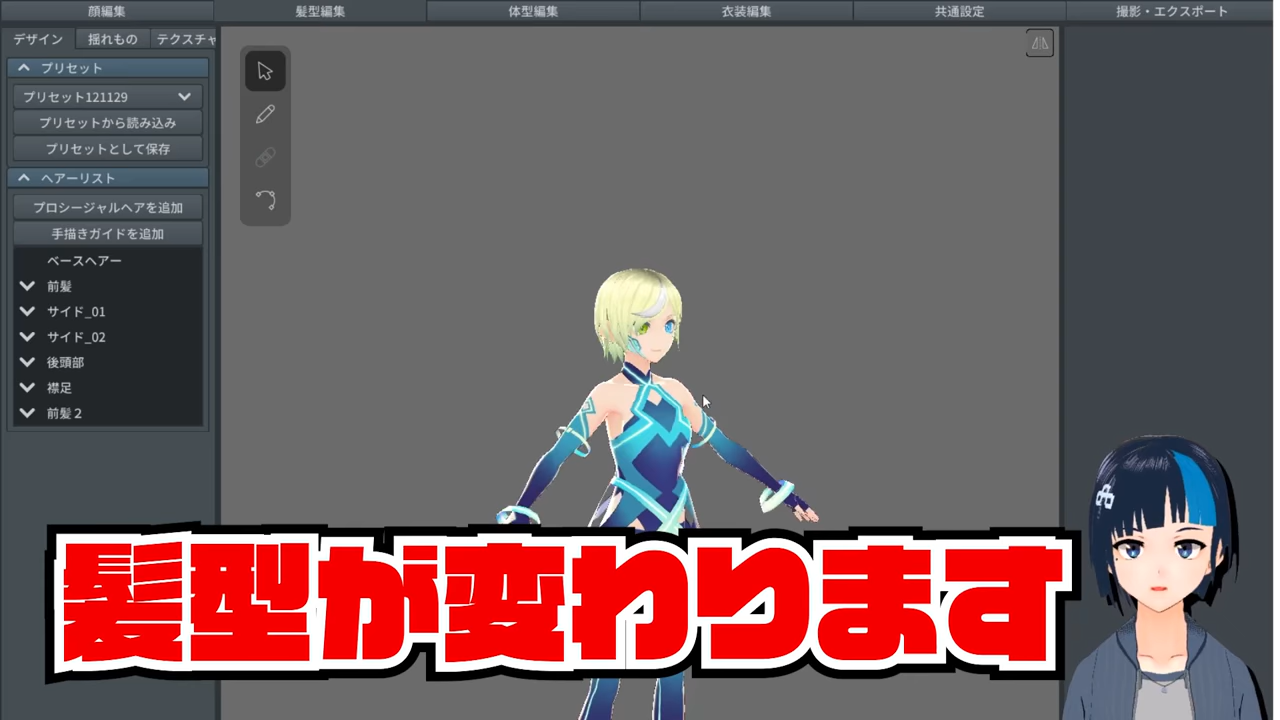 顔編集
髪型編集
体型編集
衣装編集
共通設定
撮影・エクスポート
デザイン
揺れもの
テクスチャ
プリセット
プリセット121129
プリセットから読み込み
プリセットとして保存
ヘアーリスト
プロシージャルヘアを追加
手描きガイドを追加
ベースヘアー
前髪
サイド_01
サイド_02
後頭部
襟足
前髪2
髪型が変わります